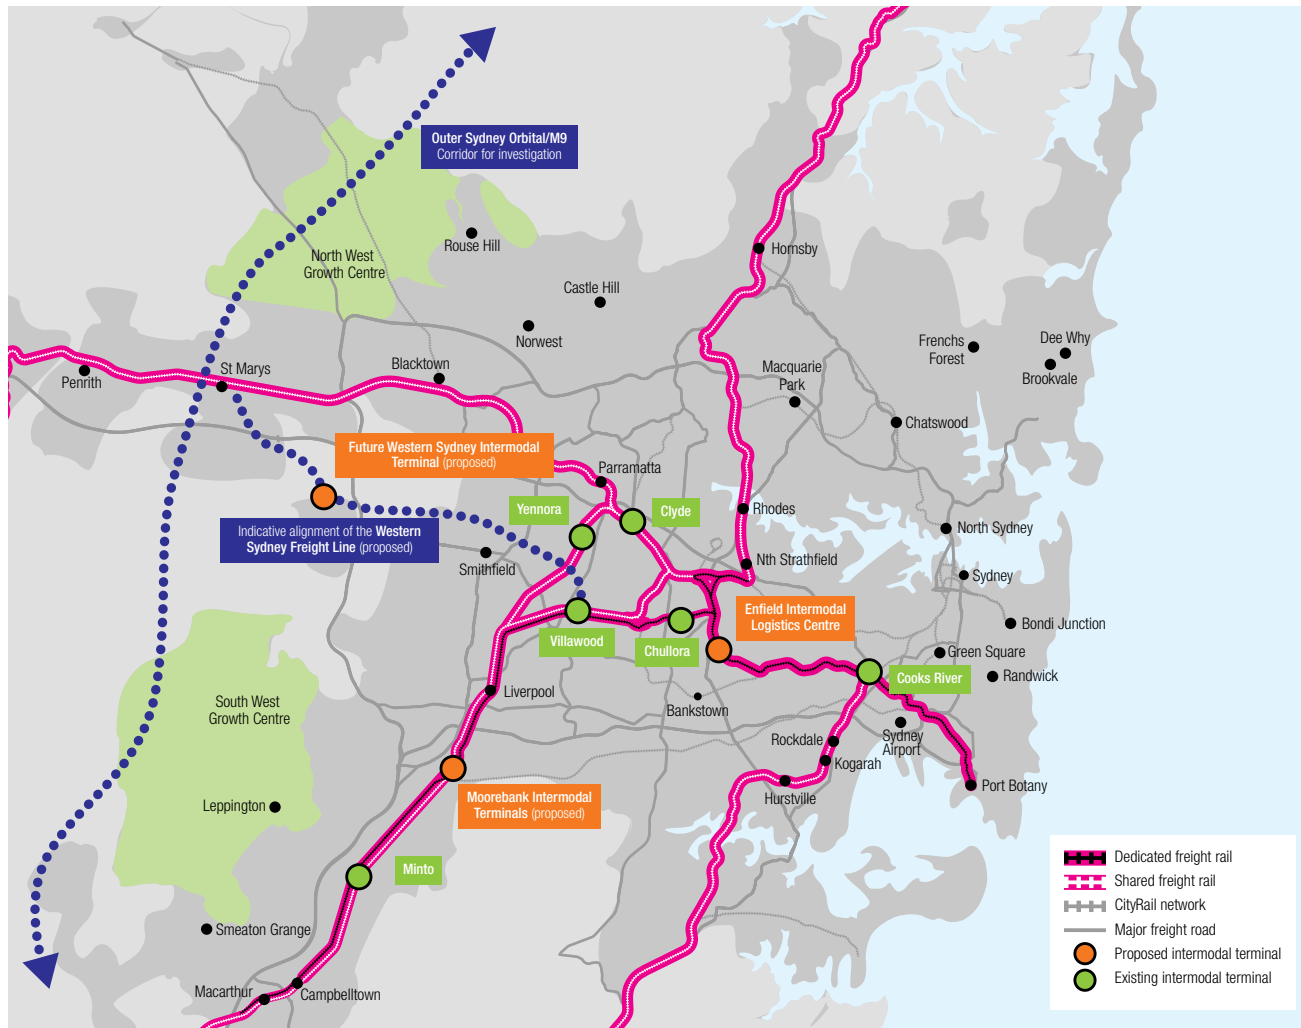 Outer Sydney Orbital/M9
Corridor for investigation
Rouse Hill
North West
Growth Centre
Hornsby
Castle Hill
Norwest
Frenchs
Forest
Dee Why
Brookvale
Penrith
St Marys
Blacktown
Macquarie
Park
Chatswood
Future Western Sydney Intermodal
Terminal (proposed)
Parramatta
Yennora
Clyde
Rhodes
North Sydney
Indicative alignment of the Western
Sydney Freight Line (proposed)
Smithfield
Nth Strathfield
Sydney
Enfield Intermodal
Logistics Centre
Villawood
Chullora
Bondi Junction
Green Square
Randwick
Cooks River
Liverpool
Bankstown
South West
Growth Centre
Rockdale
Sydney
Airport
Kogarah
Hurstville
Port Botany
Leppington
Moorebank Intermodal
Terminals (proposed)
Minto
Smeaton Grange
Macarthur
Campbelltown
Dedicated freight rail
Shared freight rail
CityRail network
Major freight road
Proposed intermodal terminal
Existing intermodal terminal